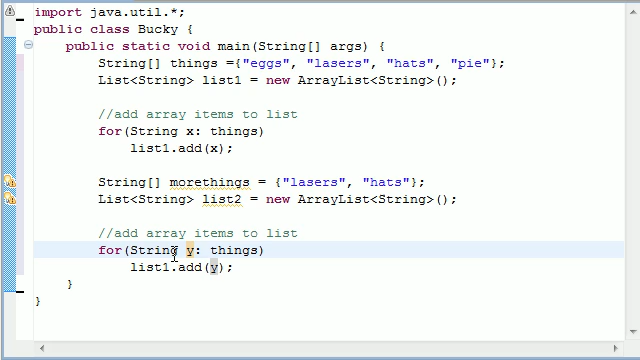 import java.util.*;
public class Bucky {
public static void main(String[] args) {
String[] things ={"eggs", "lasers", "hats", "pie"};
List<String> list1 = new ArrayList<String>();
//add array items to list
for(String x: things)
list1.add(x);
String[] morethings = {"lasers", "hats"};
List<String> list2 = new ArrayList<String>();
//add array items to list
for(String y: things)
list1.add(y);
}
}